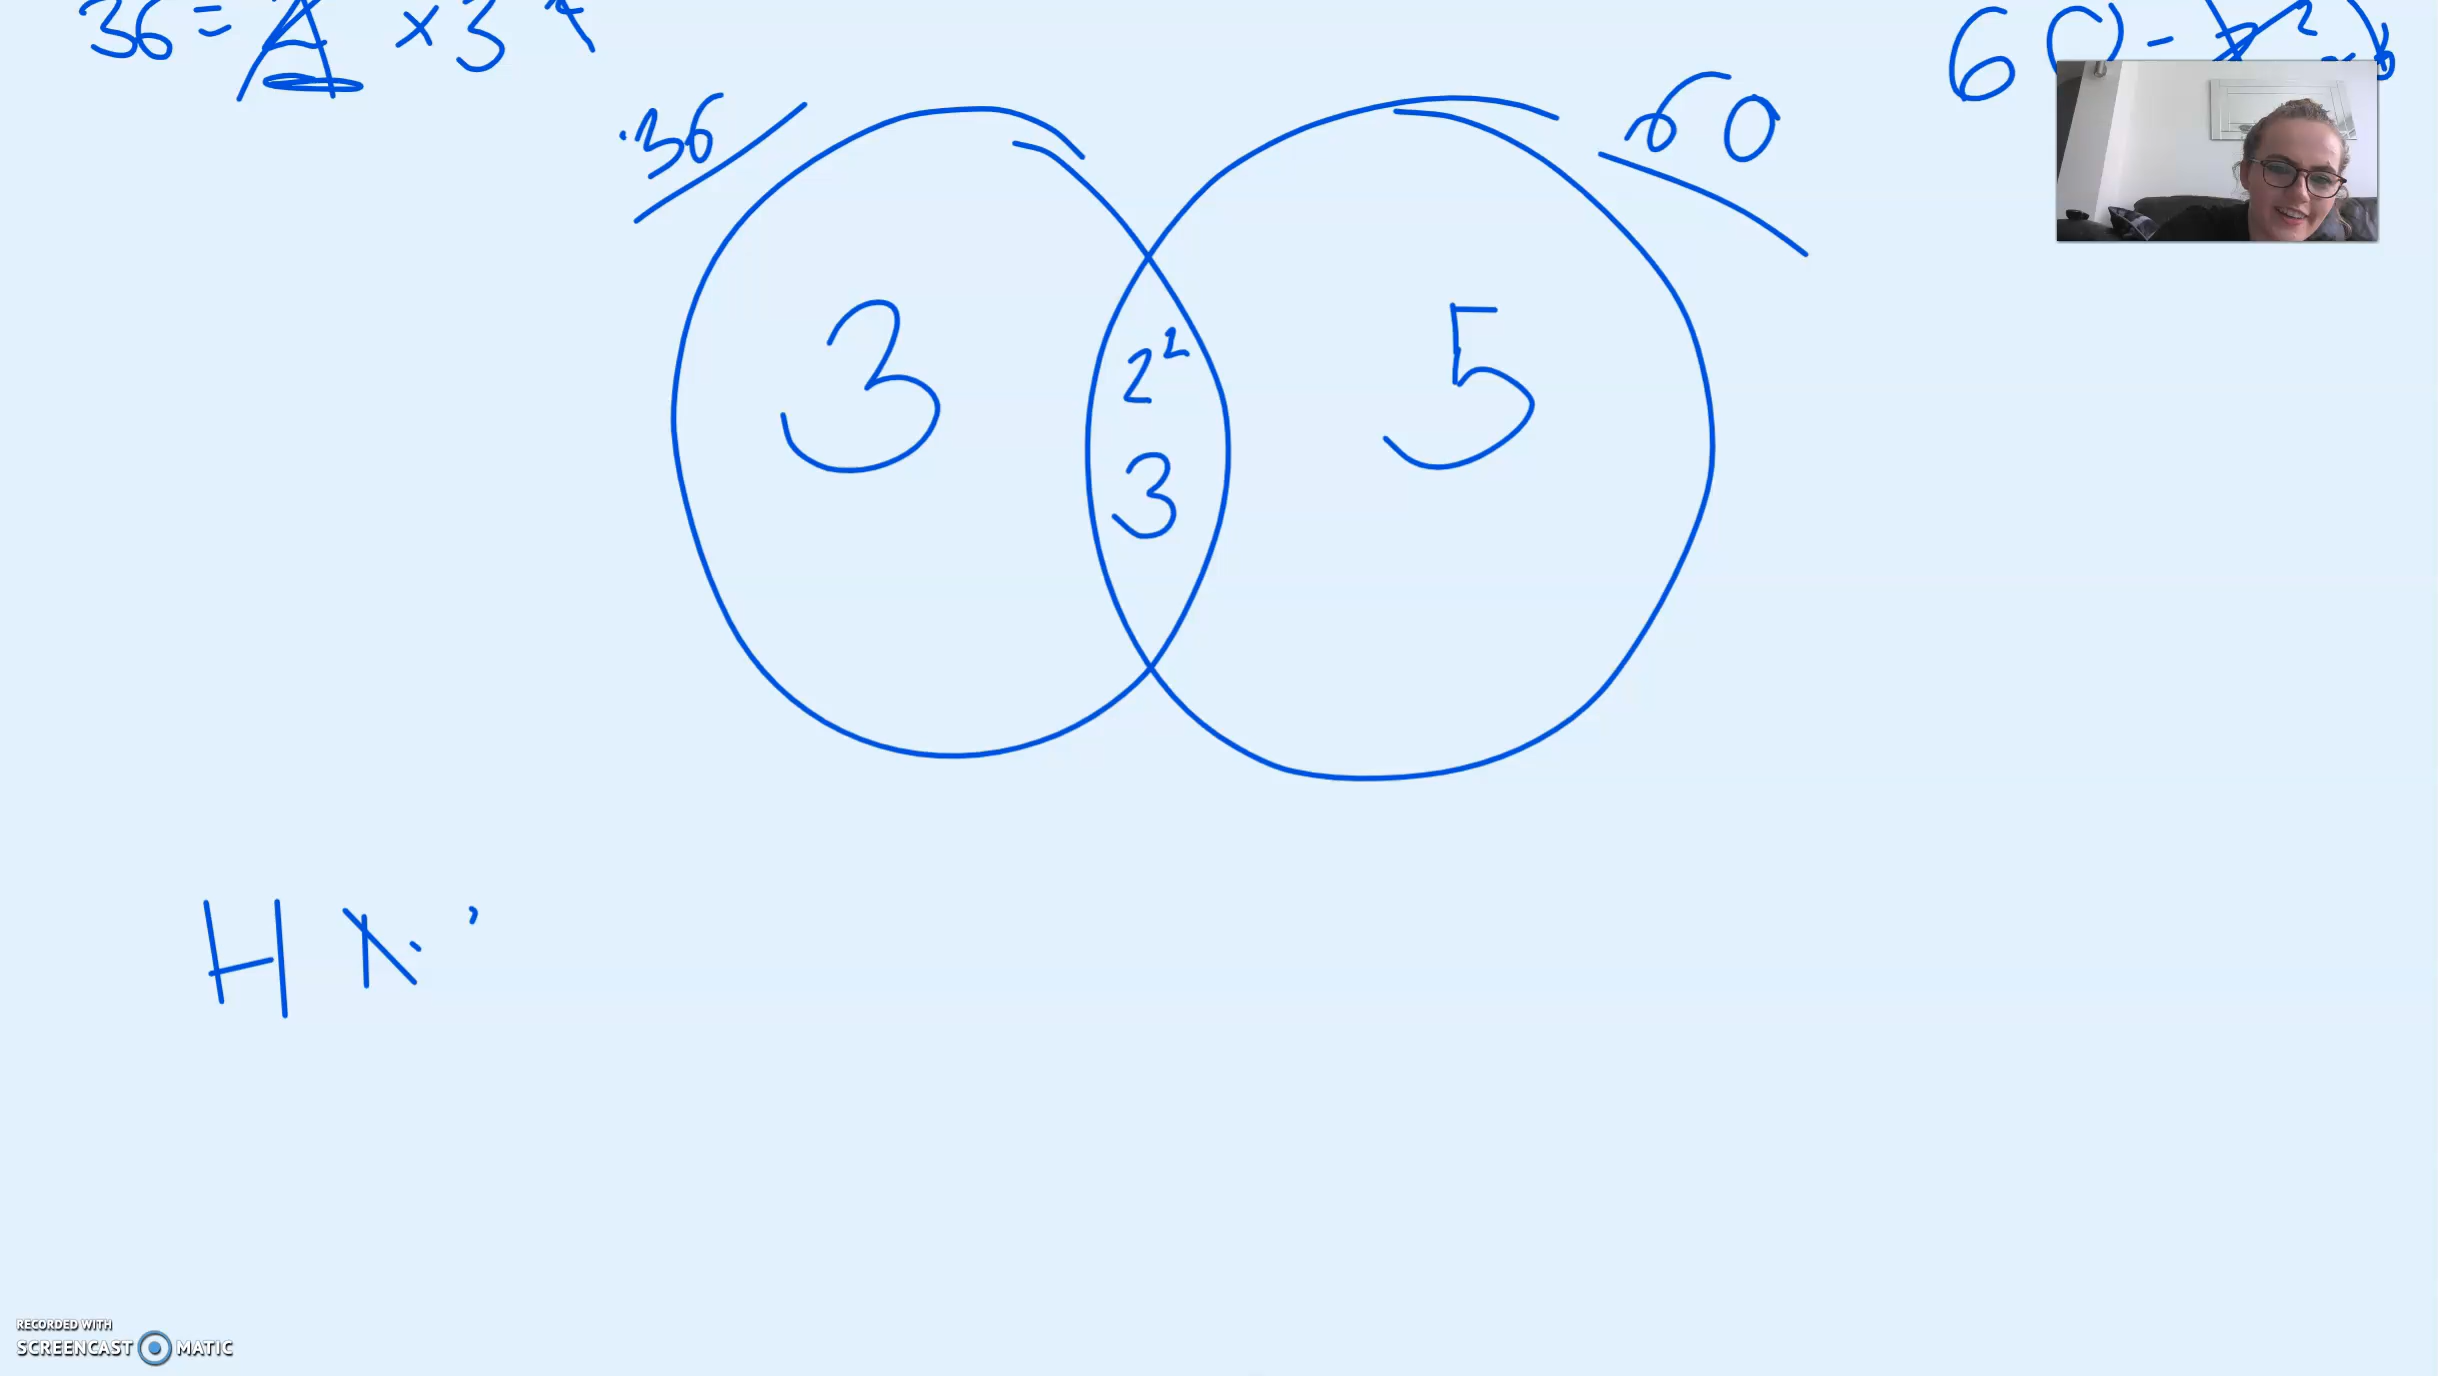 36 = × 3
60
36
60
3 2² 5
3
H
RECORDED WITH
SCREENCAST MATIC